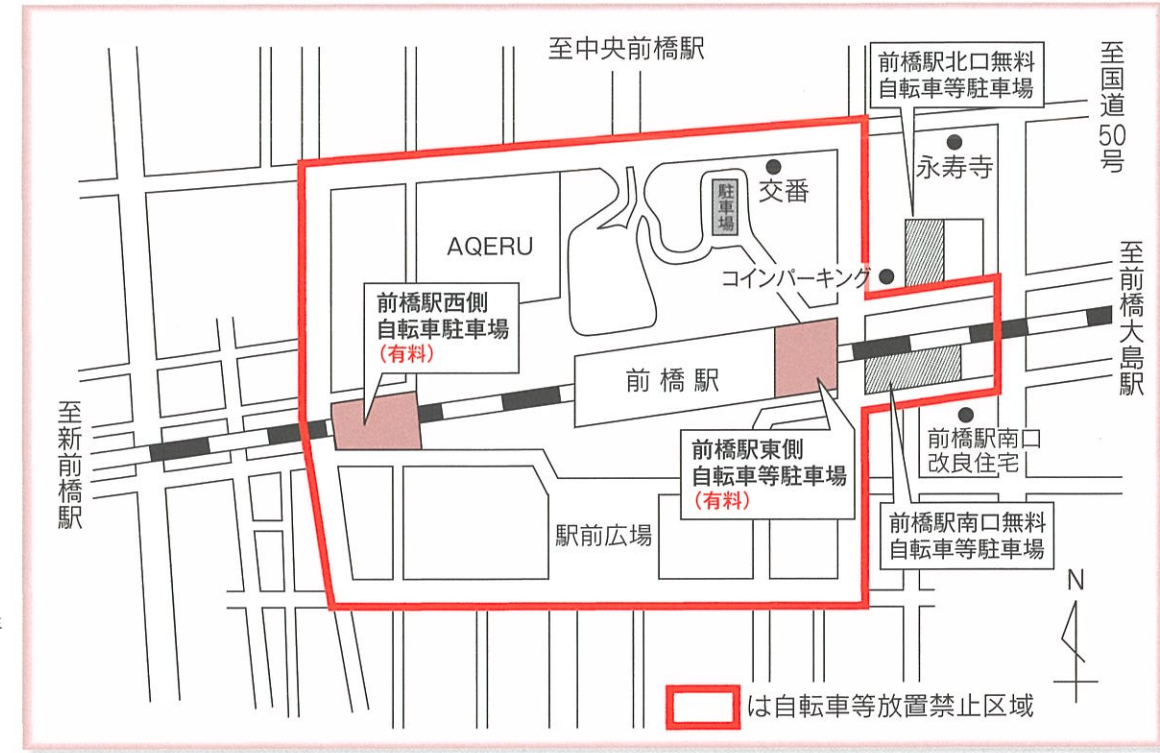 至中央前橋駅
前橋駅北口無料
自転車等駐車場
至国道50号
永寿寺
交番
駐車場
AQERU
コインパーキング
至前橋大島駅
前橋駅西側
自転車駐車場
(有料)
前橋駅
至新前橋駅
前橋駅東側
自転車等駐車場
(有料)
前橋駅南口
改良住宅
駅前広場
前橋駅南口無料
自転車等駐車場
N
は自転車等放置禁止区域